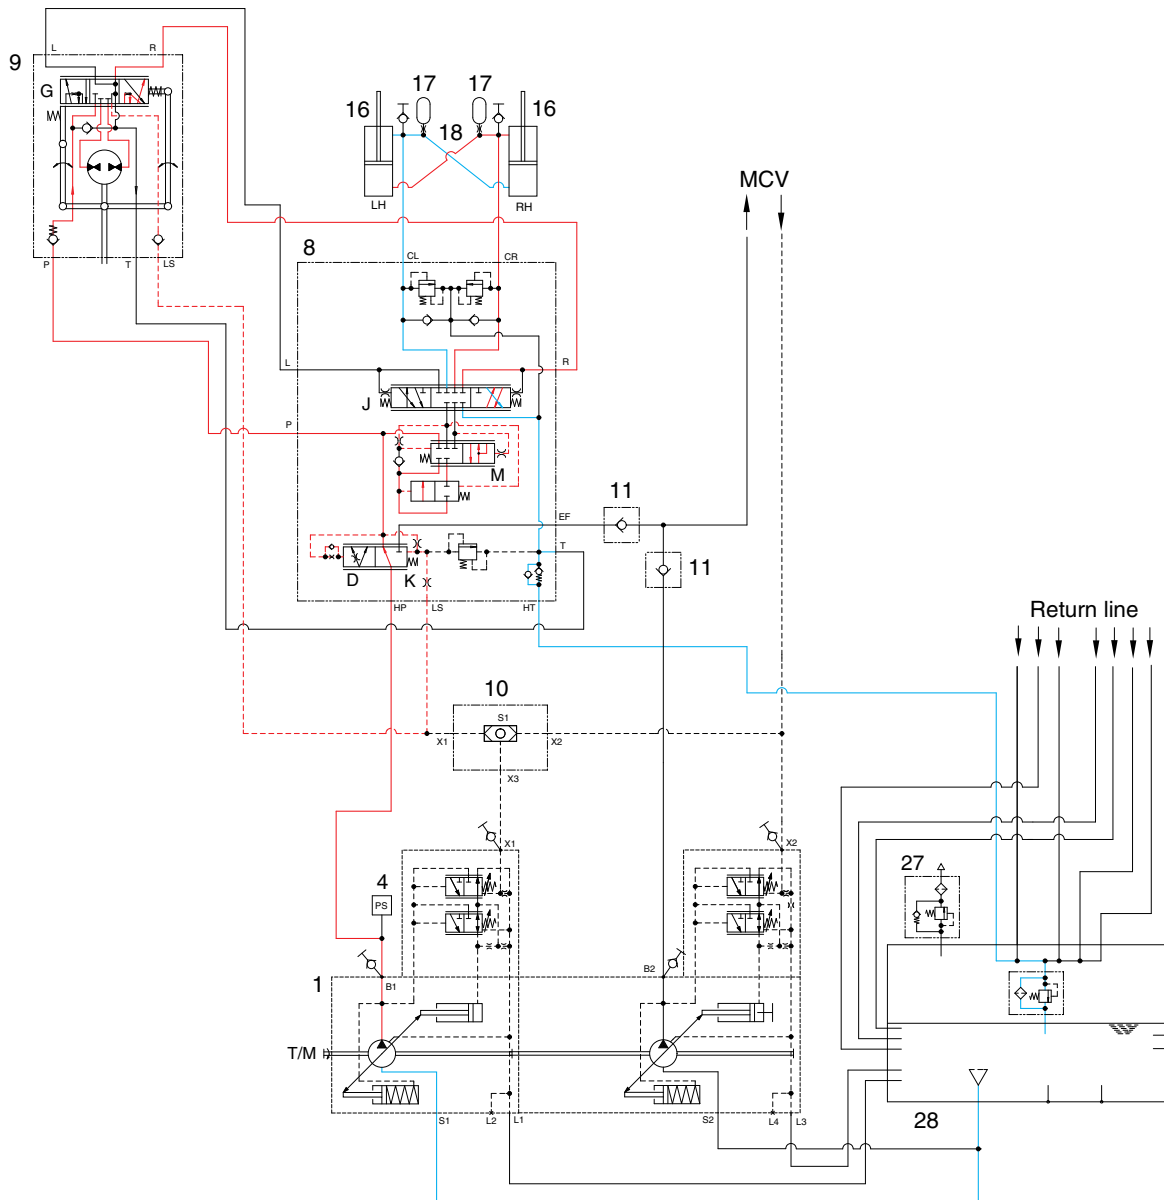 L
R
9
G
P
T
LS
17
17
16
16
18
LH
RH
MCV
8
CL
CR
L
R
J
P
M
11
EF
T
D
K
11
HP
LS
HT
Return line
10
S1
X1
X2
X3
X1
X2
27
4
PS
1
B1
B2
T/M
S1
L2
L1
S2
L4
L3
28